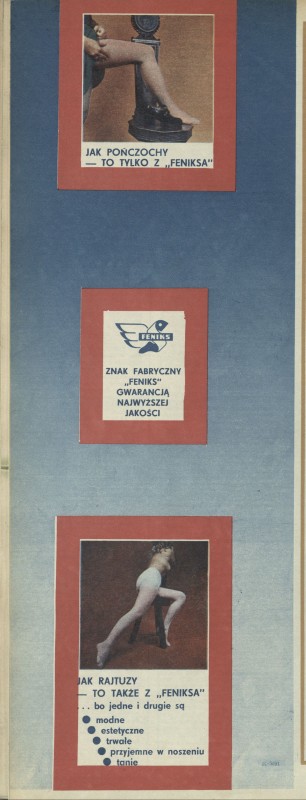 JAK POŃCZOCHY
— TO TYLKO Z „FENIKSA"
FENIKS
ZNAK FABRYCZNY
„FENIKS"
GWARANCJĄ
NAJWYŻSZEJ
JAKOŚCI
JAK RAJTUZY
— TO TAKŻE Z „FENIKSA"
... bo jedne i drugie są
● modne
● estetyczne
● trwałe
● przyjemne w noszeniu
● tanie